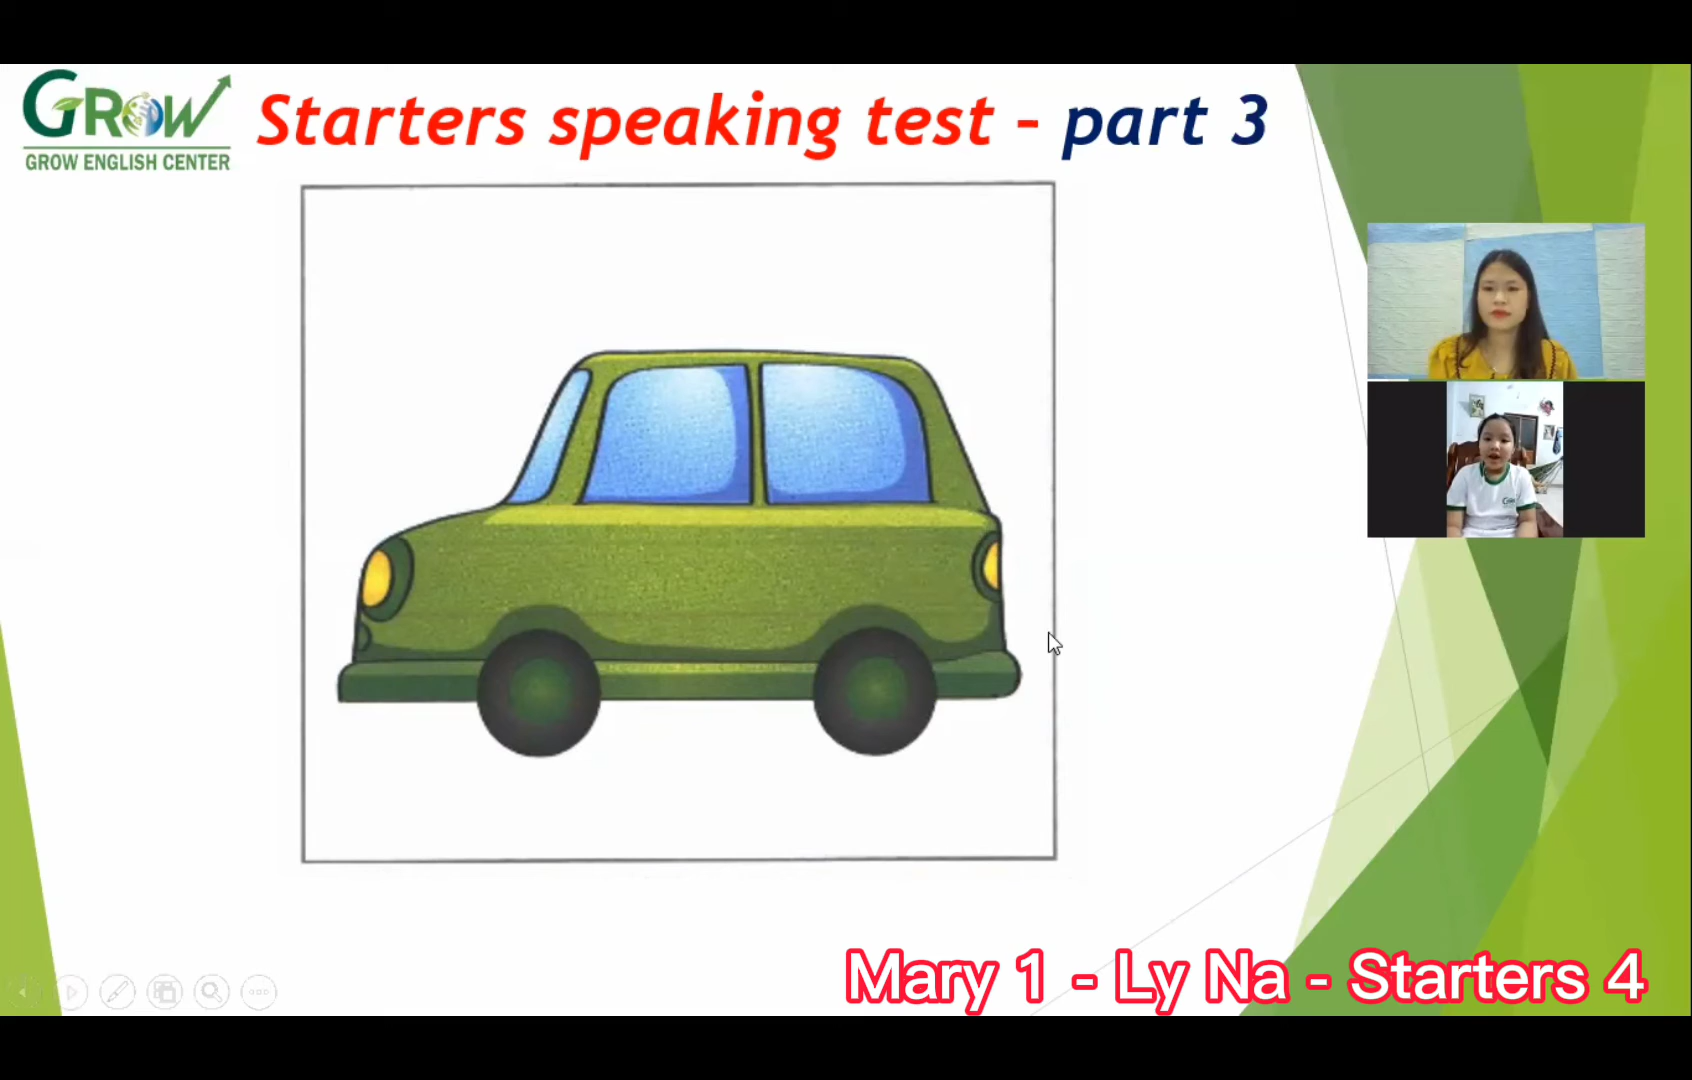 GROW
GROW ENGLISH CENTER
Starters speaking test – part 3
Mary 1 - Ly Na - Starters 4